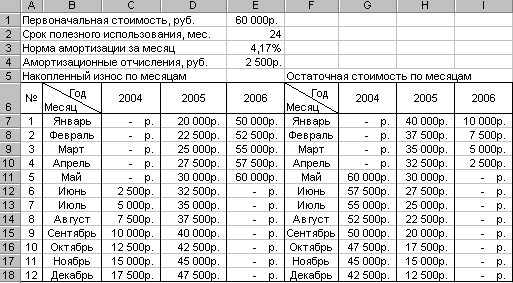 A B C D E F G H I
1 Первоначальная стоимость, руб. 60 000р.
2 Срок полезного использования, мес. 24
3 Норма амортизации за месяц 4,17%
4 Амортизационные отчисления, руб. 2 500р.
5 Накопленный износ по месяцам Остаточная стоимость по месяцам
6 № Год Месяц 2004 2005 2006 Год Месяц 2004 2005 2006
7 1 Январь - р. 20 000р. 50 000р. Январь - р. 40 000р. 10 000р.
8 2 Февраль - р. 22 500р. 52 500р. Февраль - р. 37 500р. 7 500р.
9 3 Март - р. 25 000р. 55 000р. Март - р. 35 000р. 5 000р.
10 4 Апрель - р. 27 500р. 57 500р. Апрель - р. 32 500р. 2 500р.
11 5 Май - р. 30 000р. 60 000р. Май 60 000р. 30 000р. - р.
12 6 Июнь 2 500р. 32 500р. - р. Июнь 57 500р. 27 500р. - р.
13 7 Июль 5 000р. 35 000р. - р. Июль 55 000р. 25 000р. - р.
14 8 Август 7 500р. 37 500р. - р. Август 52 500р. 22 500р. - р.
15 9 Сентябрь 10 000р. 40 000р. - р. Сентябрь 50 000р. 20 000р. - р.
16 10 Октябрь 12 500р. 42 500р. - р. Октябрь 47 500р. 17 500р. - р.
17 11 Ноябрь 15 000р. 45 000р. - р. Ноябрь 45 000р. 15 000р. - р.
18 12 Декабрь 17 500р. 47 500р. - р. Декабрь 42 500р. 12 500р. - р.